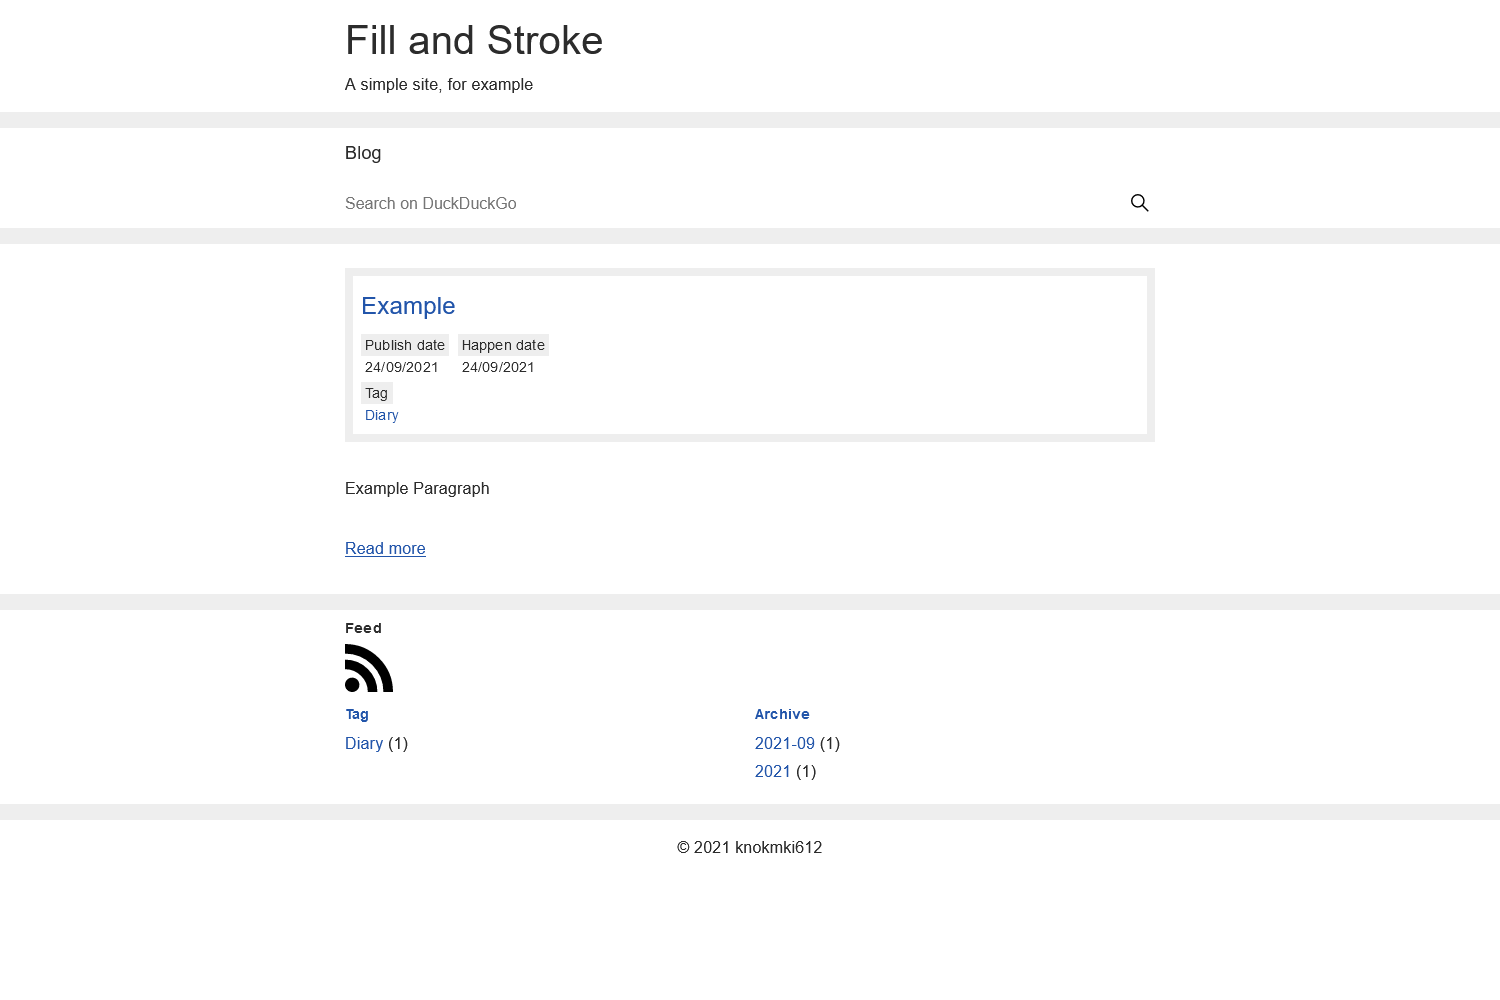 Fill and Stroke
A simple site, for example
Blog
Search on DuckDuckGo
Example
Publish date Happen date
24/09/2021 24/09/2021
Tag
Diary
Example Paragraph
Read more
Feed
Tag
Diary (1)
Archive
2021-09 (1)
2021 (1)
© 2021 knokmki612